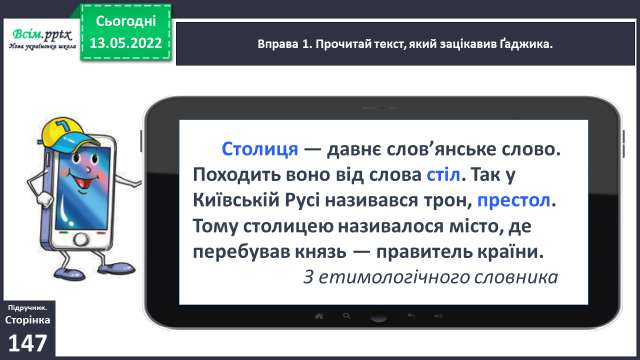 Всім.pptx
Нова українська школа
Сьогодні
13.05.2022
Вправа 1. Прочитай текст, який зацікавив Ґаджика.
Столиця — давнє слов’янське слово.
Походить воно від слова стіл. Так у
Київській Русі називався трон, престол.
Тому столицею називалося місто, де
перебував князь — правитель країни.
З етимологічного словника
Підручник.
Сторінка
147